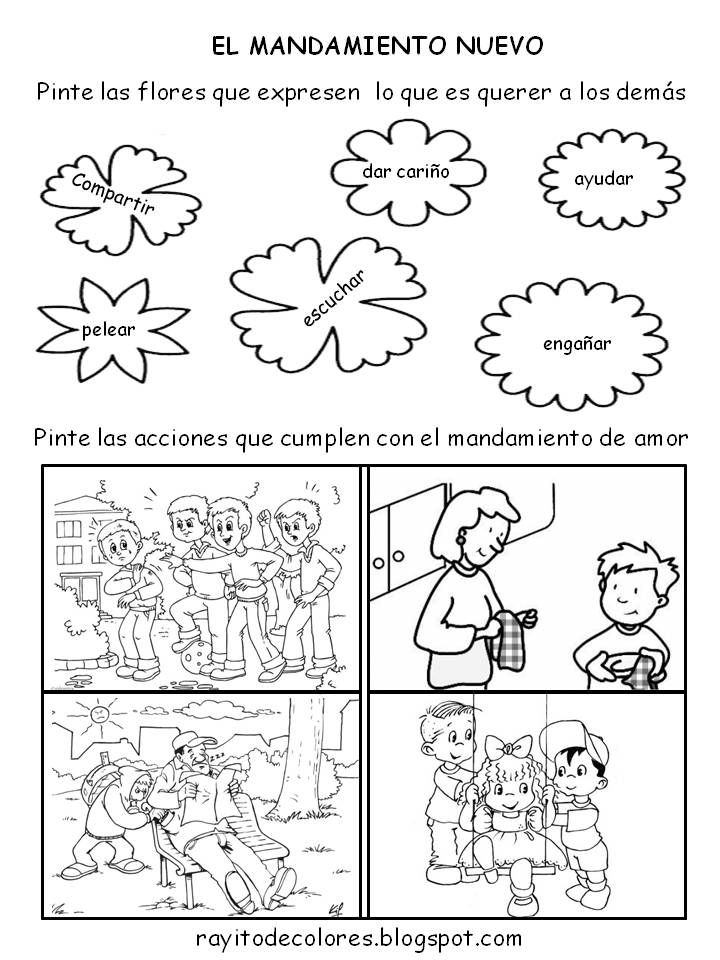 EL MANDAMIENTO NUEVO
Pinte las flores que expresen lo que es querer a los demás
Compartir
dar cariño
ayudar
pelear
escuchar
engañar
Pinte las acciones que cumplen con el mandamiento de amor
zzz
rayitodecolores.blogspot.com